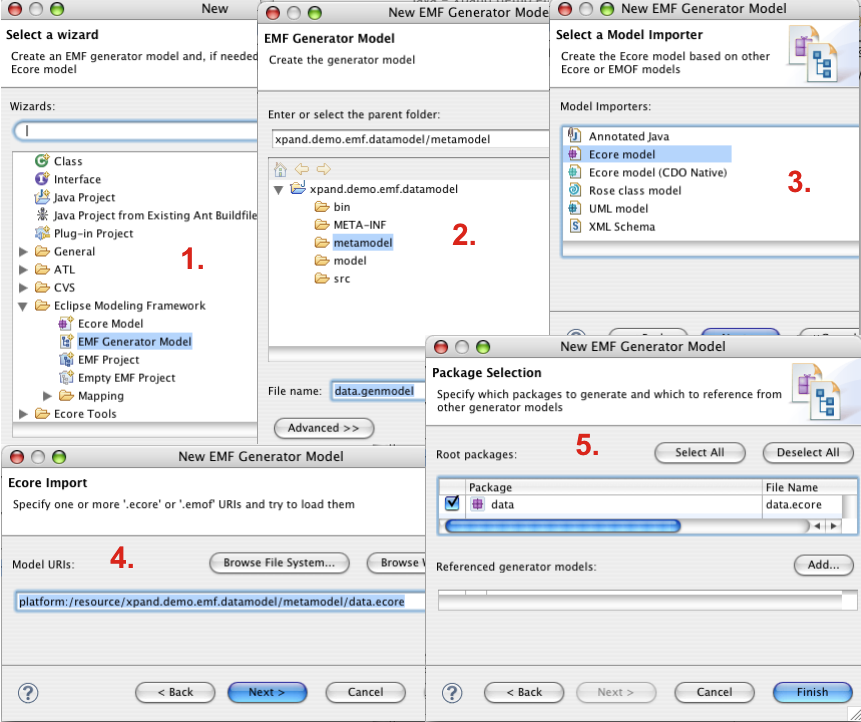 New
Select a wizard
Create an EMF generator model and, if needed
Ecore model
Wizards:
Class
Interface
Java Project
Java Project from Existing Ant Buildfile
Plug-in Project
General
ATL
CVS
Eclipse Modeling Framework
Ecore Model
EMF Generator Model
EMF Project
Empty EMF Project
Mapping
Ecore Tools
1.
New EMF Generator Mode
EMF Generator Model
Create the generator model
Enter or select the parent folder:
xpand.demo.emf.datamodel/metamodel
xpand.demo.emf.datamodel
bin
META-INF
metamodel
model
src
2.
File name: data.genmodel
Advanced >>
New EMF Generator Model
Select a Model Importer
Create the Ecore model based on other
Ecore or EMOF models
Model Importers:
Annotated Java
Ecore model
Ecore model (CDO Native)
Rose class model
UML model
XML Schema
3.
New EMF Generator Model
Ecore Import
Specify one or more '.ecore' or '.emof' URIs and try to load them
Model URIs:
4.
Browse File System...
Browse
platform:/resource/xpand.demo.emf.datamodel/metamodel/data.ecore
?
< Back
Next >
Cancel
New EMF Generator Model
Package Selection
Specify which packages to generate and which to reference from
other generator models
5.
Root packages:
Select All
Deselect All
Package
File Name
data
data.ecore
Referenced generator models:
Add...
?
< Back
Next >
Cancel
Finish